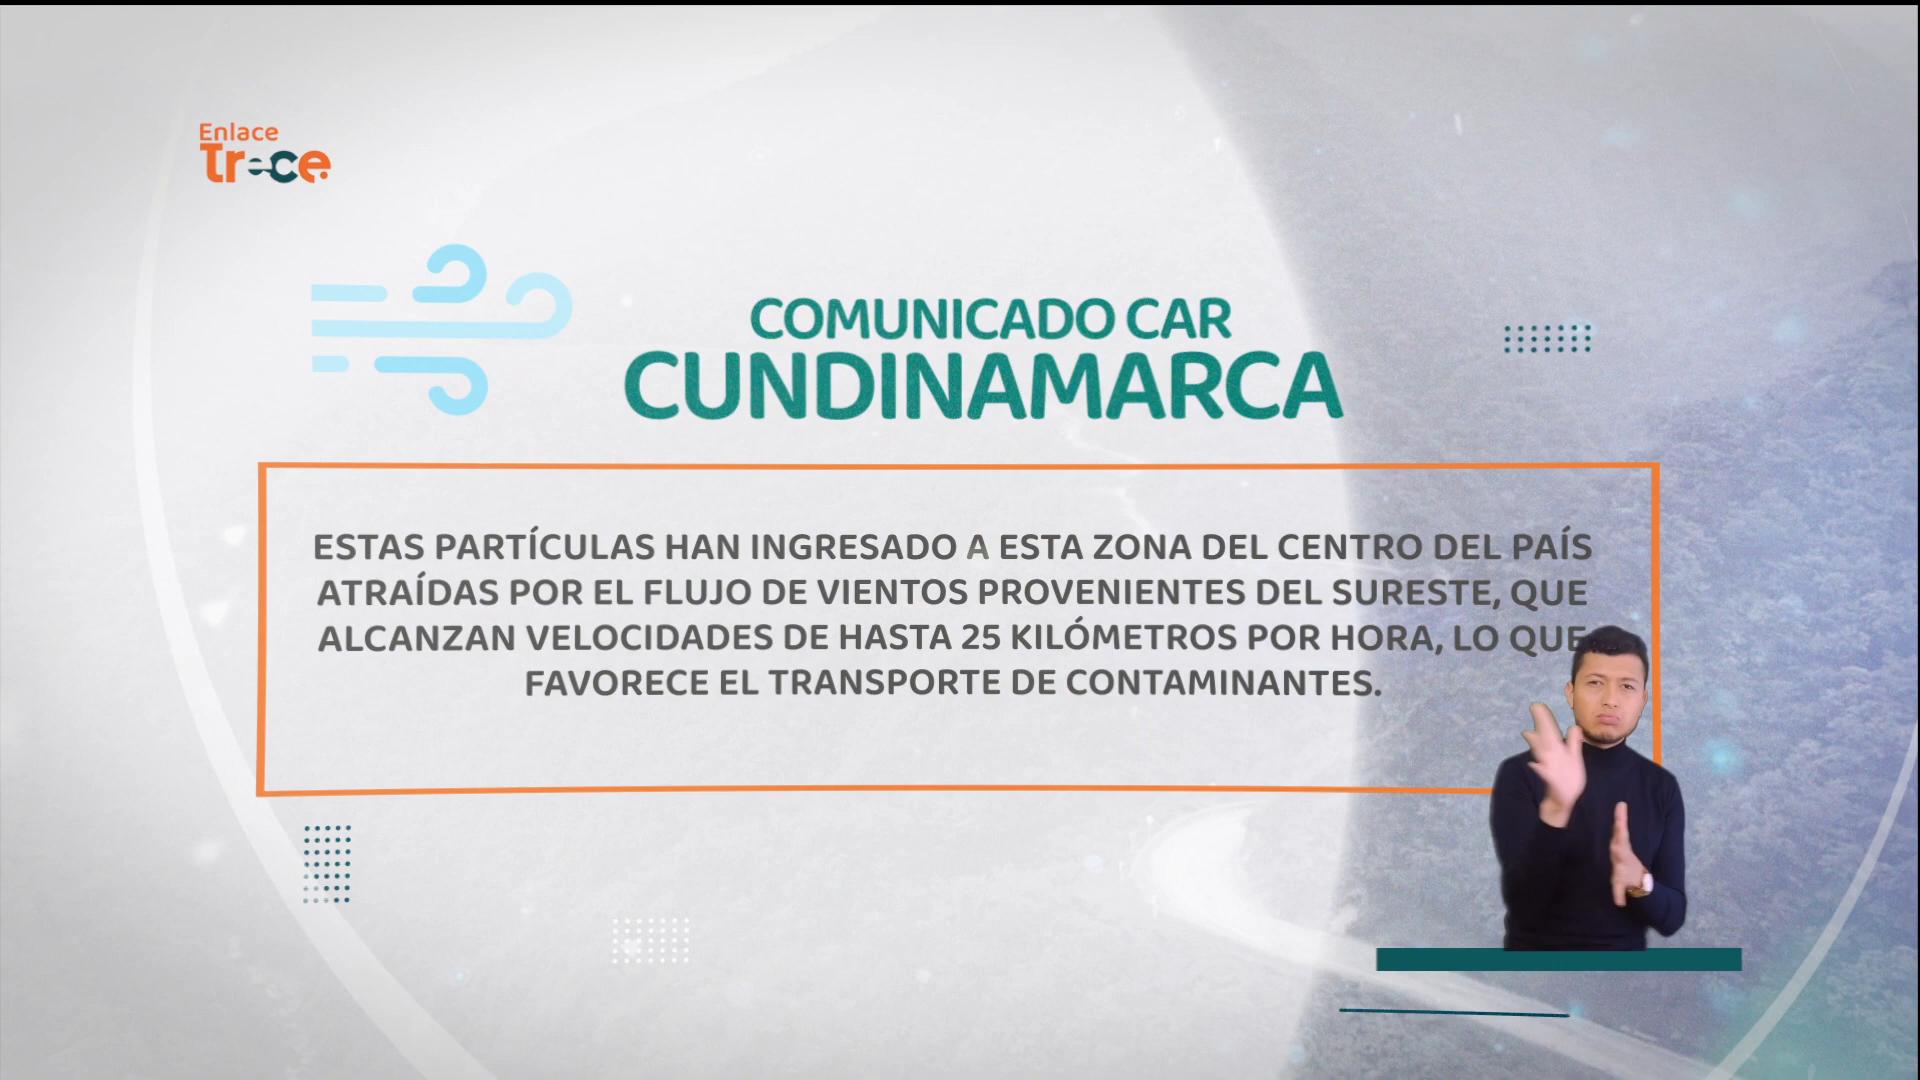 Enlace
trece
COMUNICADO CAR
CUNDINAMARCA
ESTAS PARTÍCULAS HAN INGRESADO A ESTA ZONA DEL CENTRO DEL PAÍS
ATRAÍDAS POR EL FLUJO DE VIENTOS PROVENIENTES DEL SURESTE, QUE
ALCANZAN VELOCIDADES DE HASTA 25 KILÓMETROS POR HORA, LO QUE
FAVORECE EL TRANSPORTE DE CONTAMINANTES.